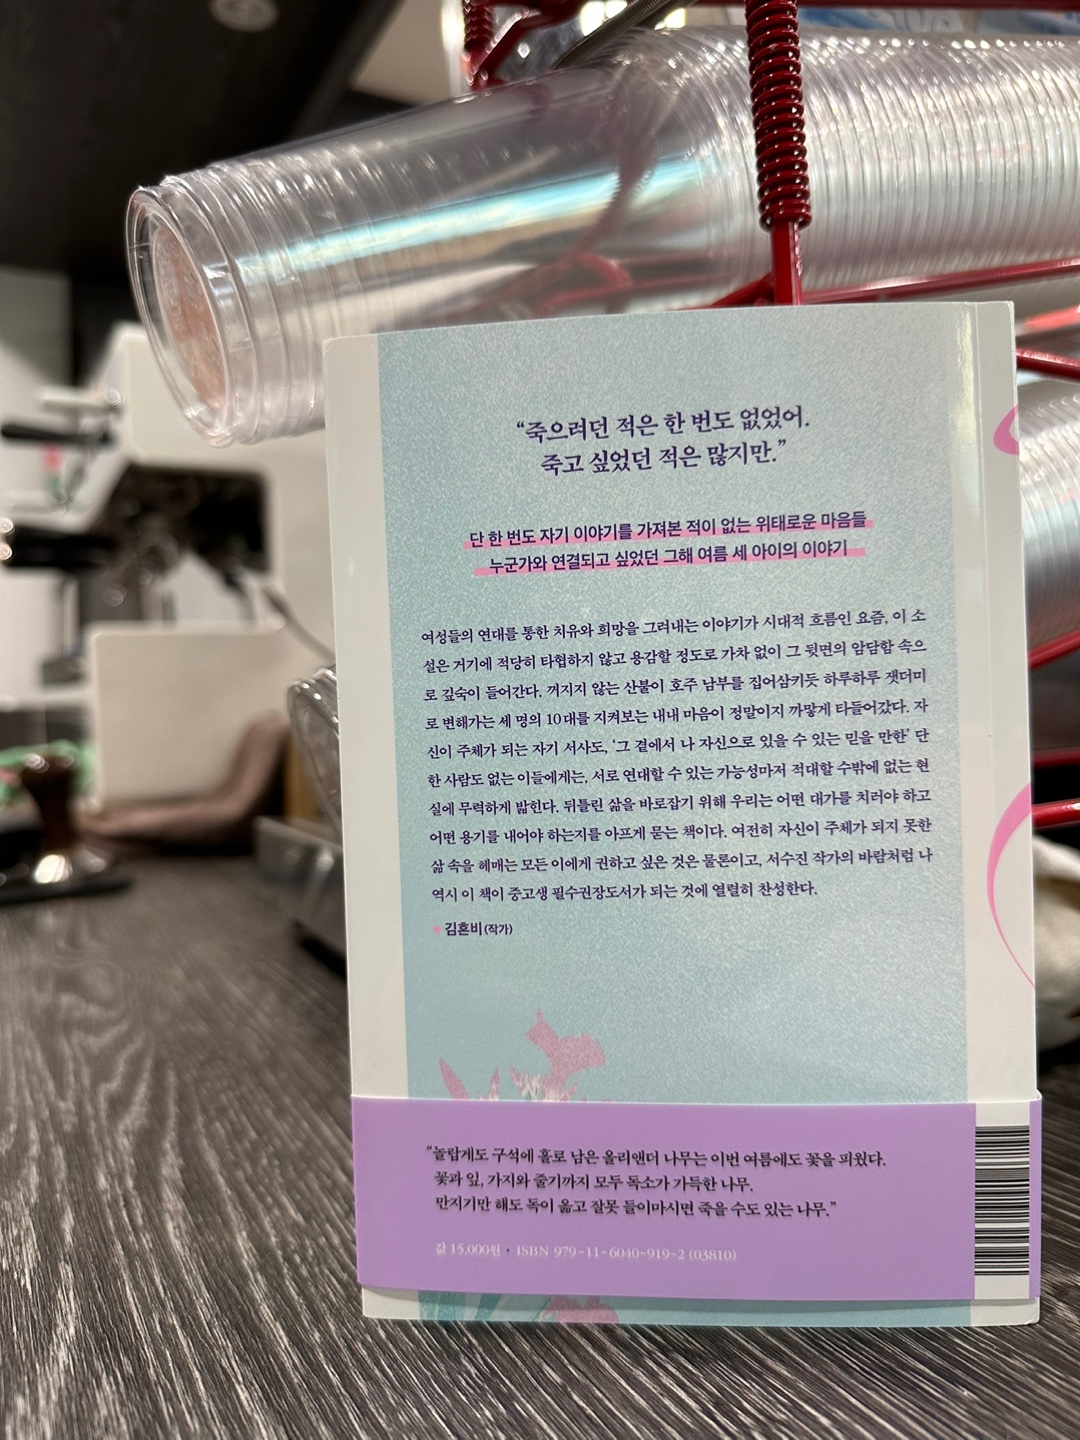 “죽으려던 적은 한 번도 없었어.
죽고 싶었던 적은 많지만.”
단 한 번도 자기 이야기를 가져본 적이 없는 위태로운 마음들
누군가와 연결되고 싶었던 그해 여름 세 아이의 이야기
여성들의 연대를 통한 치유와 희망을 그려내는 이야기가 시대적 흐름인 요즘, 이 소
설은 거기에 적당히 타협하지 않고 용감할 정도로 가차 없이 그 뒷면의 암담함 속으
로 깊숙이 들어간다. 꺼지지 않는 산불이 호주 남부를 집어삼키듯 하루하루 잿더미
로 변해가는 세 명의 10대를 지켜보는 내내 마음이 정말이지 까맣게 타들어갔다. 자
신이 주체가 되는 자기 서사도, ‘그 곁에서 나 자신으로 있을 수 있는 믿을 만한’ 단
한 사람도 없는 이들에게는, 서로 연대할 수 있는 가능성마저 적대할 수밖에 없는 현
실에 무력하게 밟힌다. 뒤틀린 삶을 바로잡기 위해 우리는 어떤 대가를 치러야 하고
어떤 용기를 내어야 하는지를 아프게 묻는 책이다. 여전히 자신이 주체가 되지 못한
삶 속을 헤매는 모든 이에게 권하고 싶은 것은 물론이고, 서수진 작가의 바람처럼 나
역시 이 책이 중고생 필수권장도서가 되는 것에 열렬히 찬성한다.
김혼비(작가)
“놀랍게도 구석에 홀로 남은 올리앤더 나무는 이번 여름에도 꽃을 피웠다.
꽃과 잎, 가지와 줄기까지 모두 독소가 가득한 나무.
만지기만 해도 독이 옮고 잘못 들이마시면 죽을 수도 있는 나무.”
값 15,000원 · ISBN 979-11-6040-919-2 (03810)